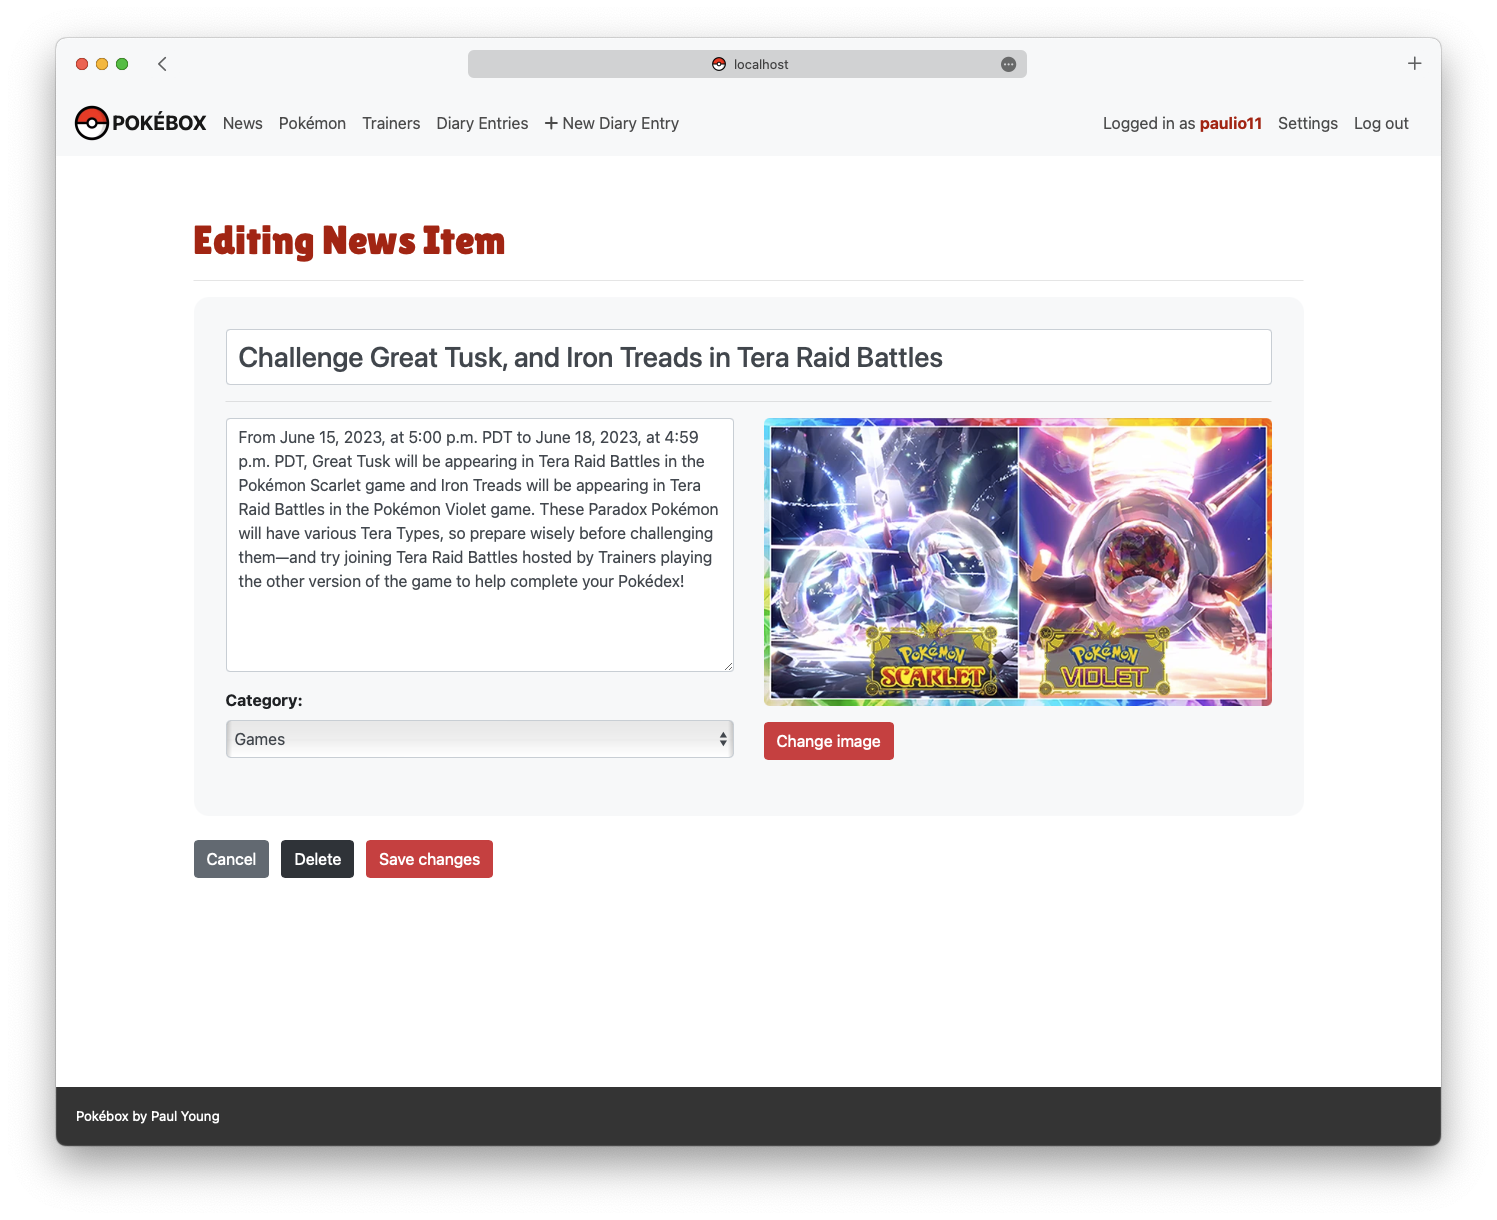 localhost
POKÉBOX News Pokémon Trainers Diary Entries + New Diary Entry Logged in as paulio11 Settings Log out
Editing News Item
Challenge Great Tusk, and Iron Treads in Tera Raid Battles
From June 15, 2023, at 5:00 p.m. PDT to June 18, 2023, at 4:59
p.m. PDT, Great Tusk will be appearing in Tera Raid Battles in the
Pokémon Scarlet game and Iron Treads will be appearing in Tera
Raid Battles in the Pokémon Violet game. These Paradox Pokémon
will have various Tera Types, so prepare wisely before challenging
them—and try joining Tera Raid Battles hosted by Trainers playing
the other version of the game to help complete your Pokédex!
POKéMON
SCARLET
POKéMON
VIOLET
Category:
Games
Change image
Cancel Delete Save changes
Pokébox by Paul Young